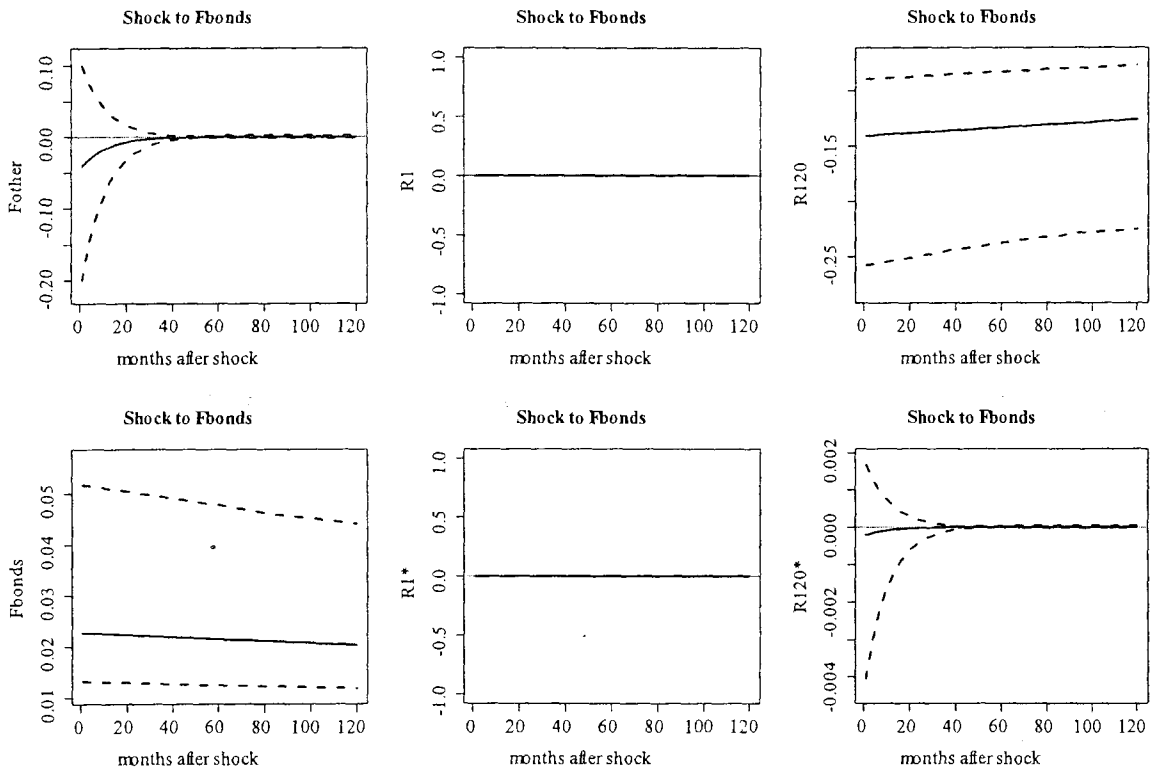 Shock to Fbonds
Shock to Fbonds
Shock to Fbonds
Fother
0.10
0.00
-0.10
-0.20
0 20 40 60 80 100 120
months after shock
R1
1.0
0.5
0.0
-0.5
-1.0
0 20 40 60 80 100 120
months after shock
R120
-0.15
-0.25
0 20 40 60 80 100 120
months after shock
Shock to Fbonds
Shock to Fbonds
Shock to Fbonds
Fbonds
0.05
0.04
0.03
0.02
0.01
0 20 40 60 80 100 120
months after shock
R1*
1.0
0.5
0.0
-0.5
-1.0
0 20 40 60 80 100 120
months after shock
R120*
0.002
0.000
-0.002
-0.004
0 20 40 60 80 100 120
months after shock